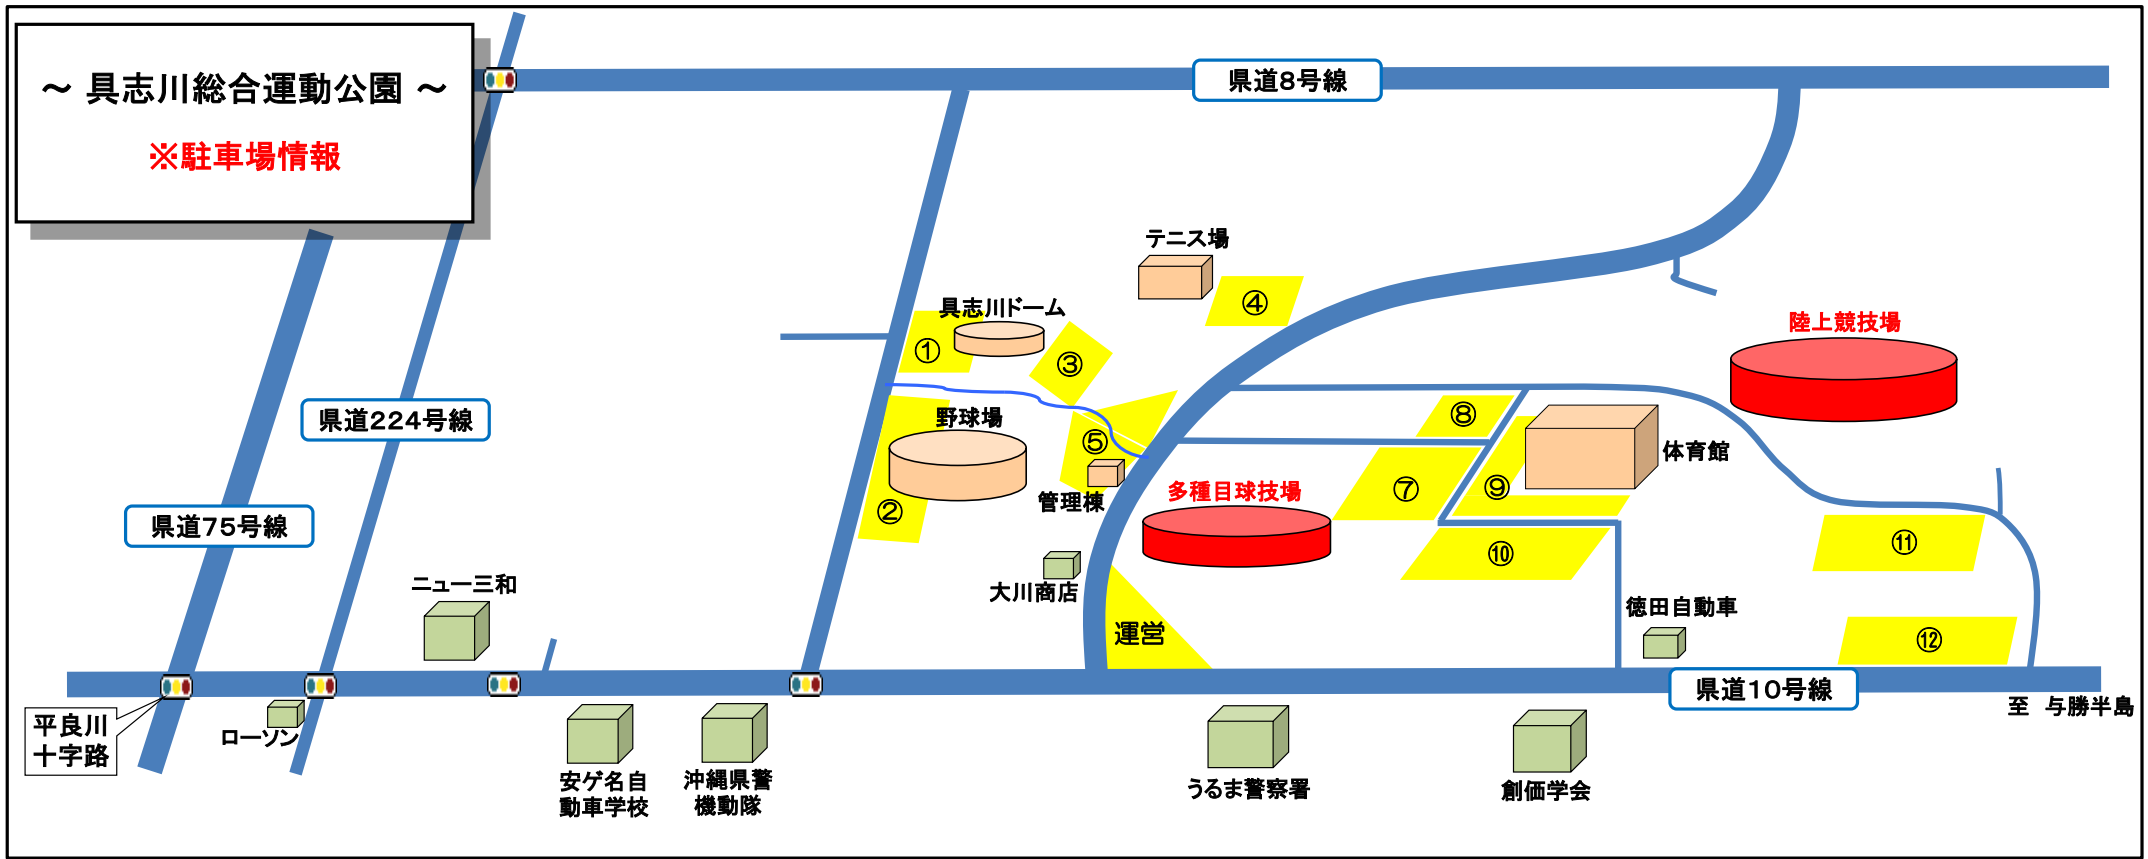 ～ 具志川総合運動公園 ～
※駐車場情報
県道8号線
テニス場
④
具志川ドーム
①
③
陸上競技場
県道224号線
野球場
⑤
⑧
体育館
管理棟
多種目球技場
⑦
⑨
②
県道75号線
⑩
⑪
ニュー三和
大川商店
運営
徳田自動車
⑫
県道10号線
至 与勝半島
平良川
十字路
ローソン
安ゲ名自
動車学校
沖縄県警
機動隊
うるま警察署
創価学会